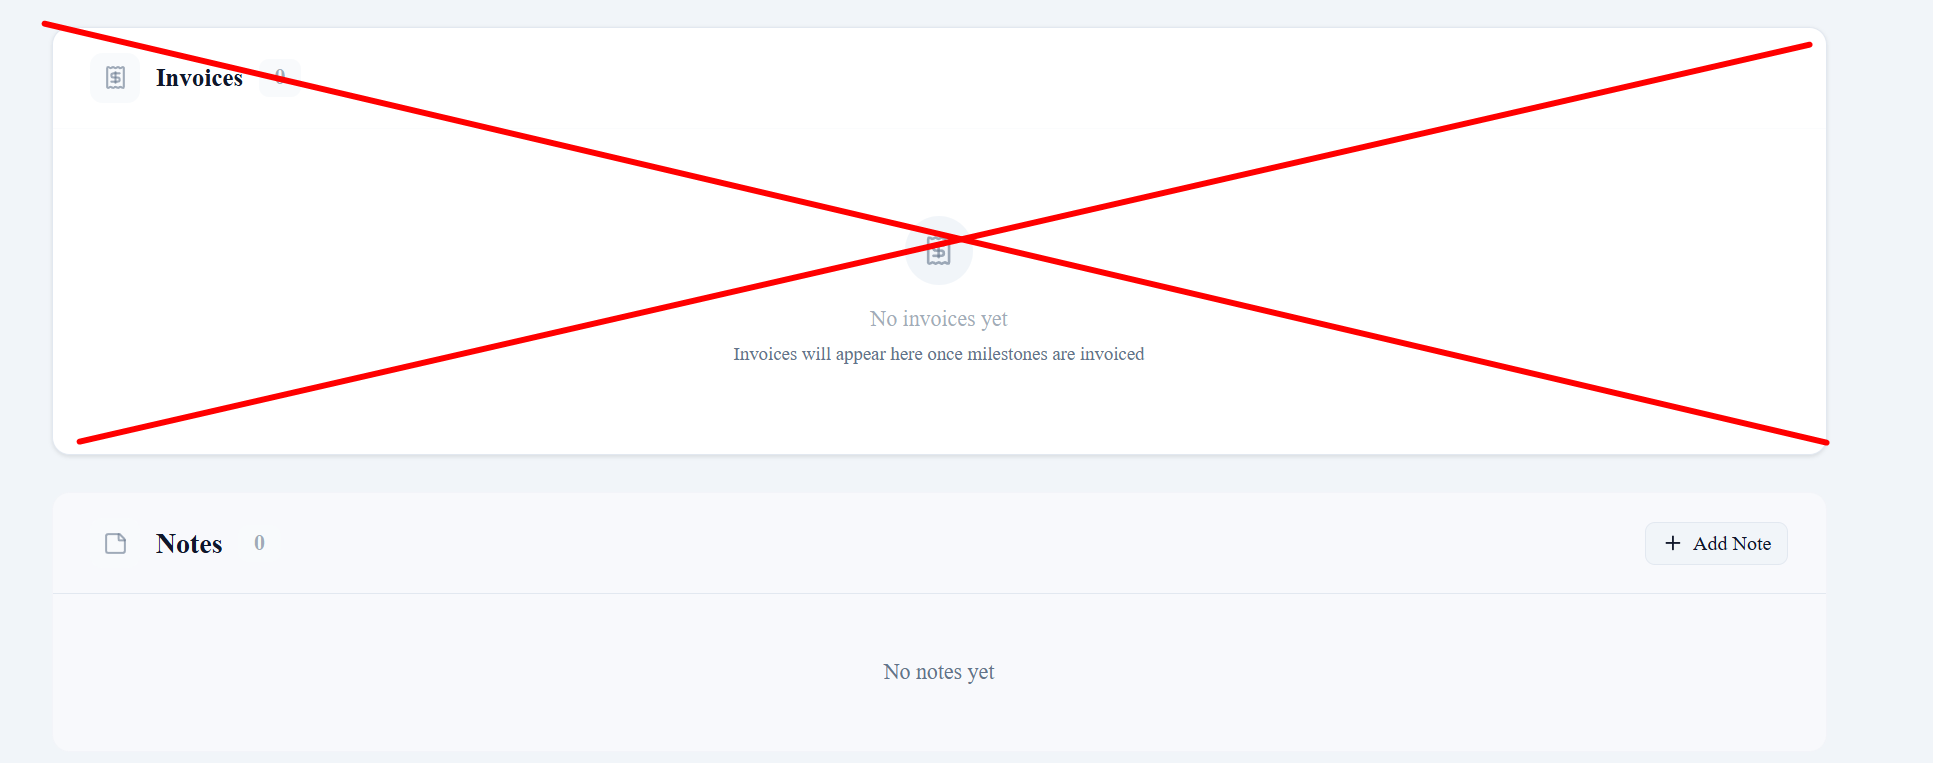 Invoices 0
No invoices yet
Invoices will appear here once milestones are invoiced
Notes 0
+ Add Note
No notes yet